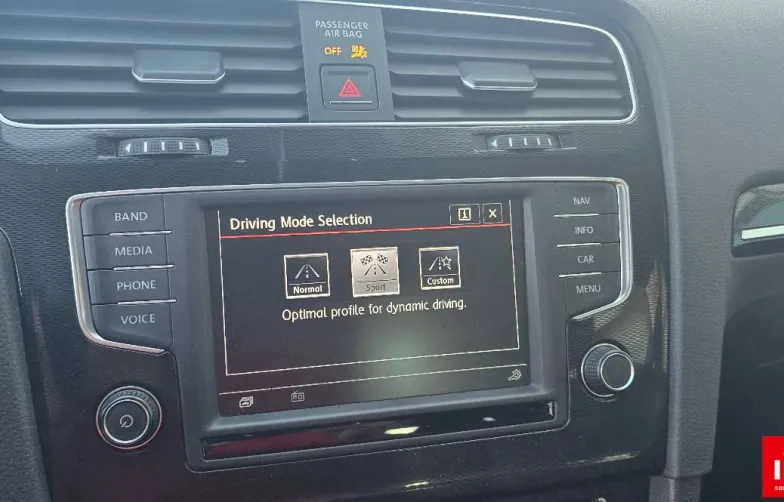 PASSENGER
AIR BAG
OFF
BAND
MEDIA
PHONE
VOICE
Driving Mode Selection
Normal
Sport
Custom
Optimal profile for dynamic driving.
NAV
INFO
CAR
MENU